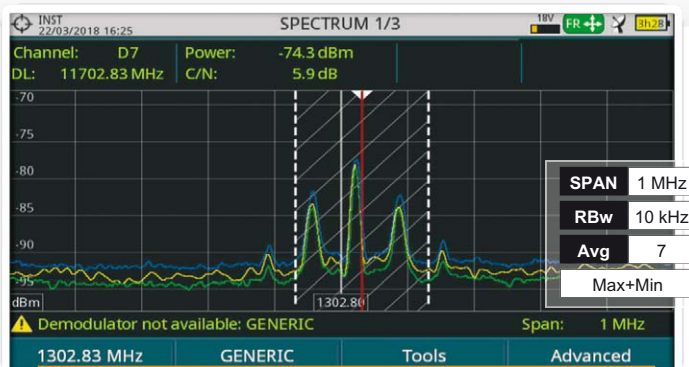 INST
22/03/2018 16:25
SPECTRUM 1/3
18V
FR
3h28
Channel: D7 Power: -74.3 dBm
DL: 11702.83 MHz C/N: 5.9 dB
-70
-75
-80
-85
-90
-95
dBm
1302.80
SPAN 1 MHz
RBw 10 kHz
Avg 7
Max+Min
Demodulator not available: GENERIC Span: 1 MHz
1302.83 MHz GENERIC Tools Advanced